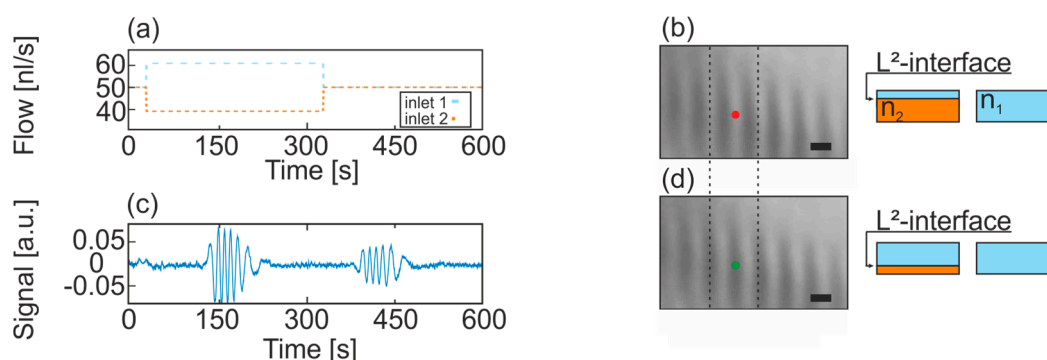 (a)
Flow [nl/s]
60
50
40
inlet 1
inlet 2
0 150 300 450 600
Time [s]
(c)
Signal [a.u.]
0.05
0
-0.05
0 150 300 450 600
Time [s]
(b)
L²-interface
n₂
n₁
(d)
L²-interface